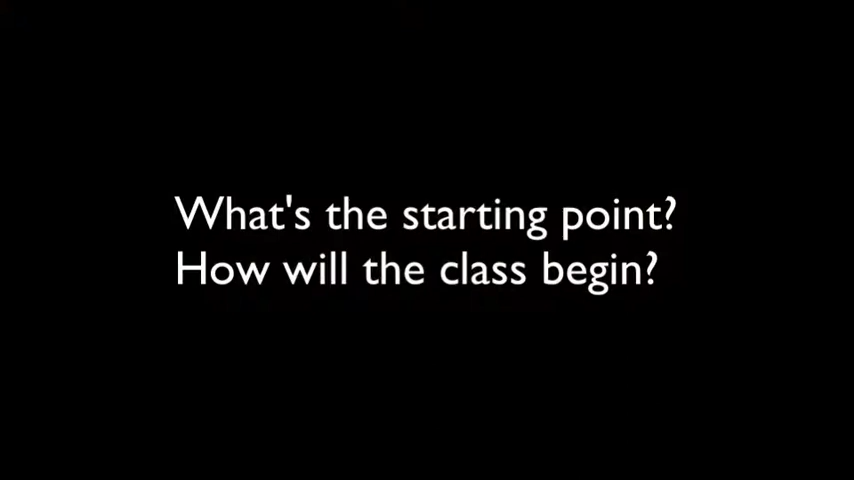 What's the starting point?
How will the class begin?